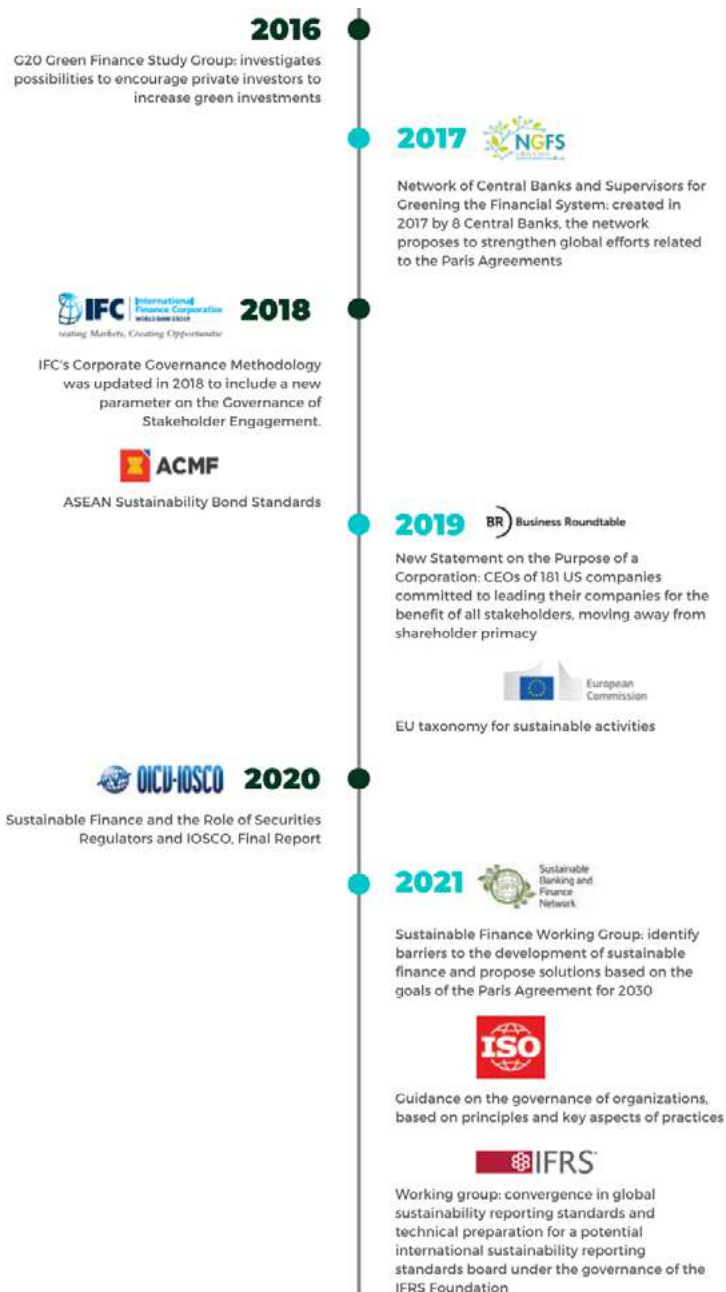 2016
G20 Green Finance Study Group: investigates
possibilities to encourage private investors to
increase green investments
2017 NGFS
Network of Central Banks and Supervisors for
Greening the Financial System: created in
2017 by 8 Central Banks, the network
proposes to strengthen global efforts related
to the Paris Agreements
IFC International
Finance Corporation
WORLD BANK GROUP
reating Markets, Creating Opportunitie
2018
IFC's Corporate Governance Methodology
was updated in 2018 to include a new
parameter on the Governance of
Stakeholder Engagement.
ACMF
ASEAN Sustainability Bond Standards
2019 BR Business Roundtable
New Statement on the Purpose of a
Corporation: CEOs of 181 US companies
committed to leading their companies for the
benefit of all stakeholders, moving away from
shareholder primacy
European
Commission
EU taxonomy for sustainable activities
OICU-IOSCO 2020
Sustainable Finance and the Role of Securities
Regulators and IOSCO, Final Report
2021
Sustainable
Banking and
Finance
Network
Sustainable Finance Working Group: identify
barriers to the development of sustainable
finance and propose solutions based on the
goals of the Paris Agreement for 2030
ISO
Guidance on the governance of organizations,
based on principles and key aspects of practices
IFRS
Working group: convergence in global
sustainability reporting standards and
technical preparation for a potential
international sustainability reporting
standards board under the governance of the
IFRS Foundation